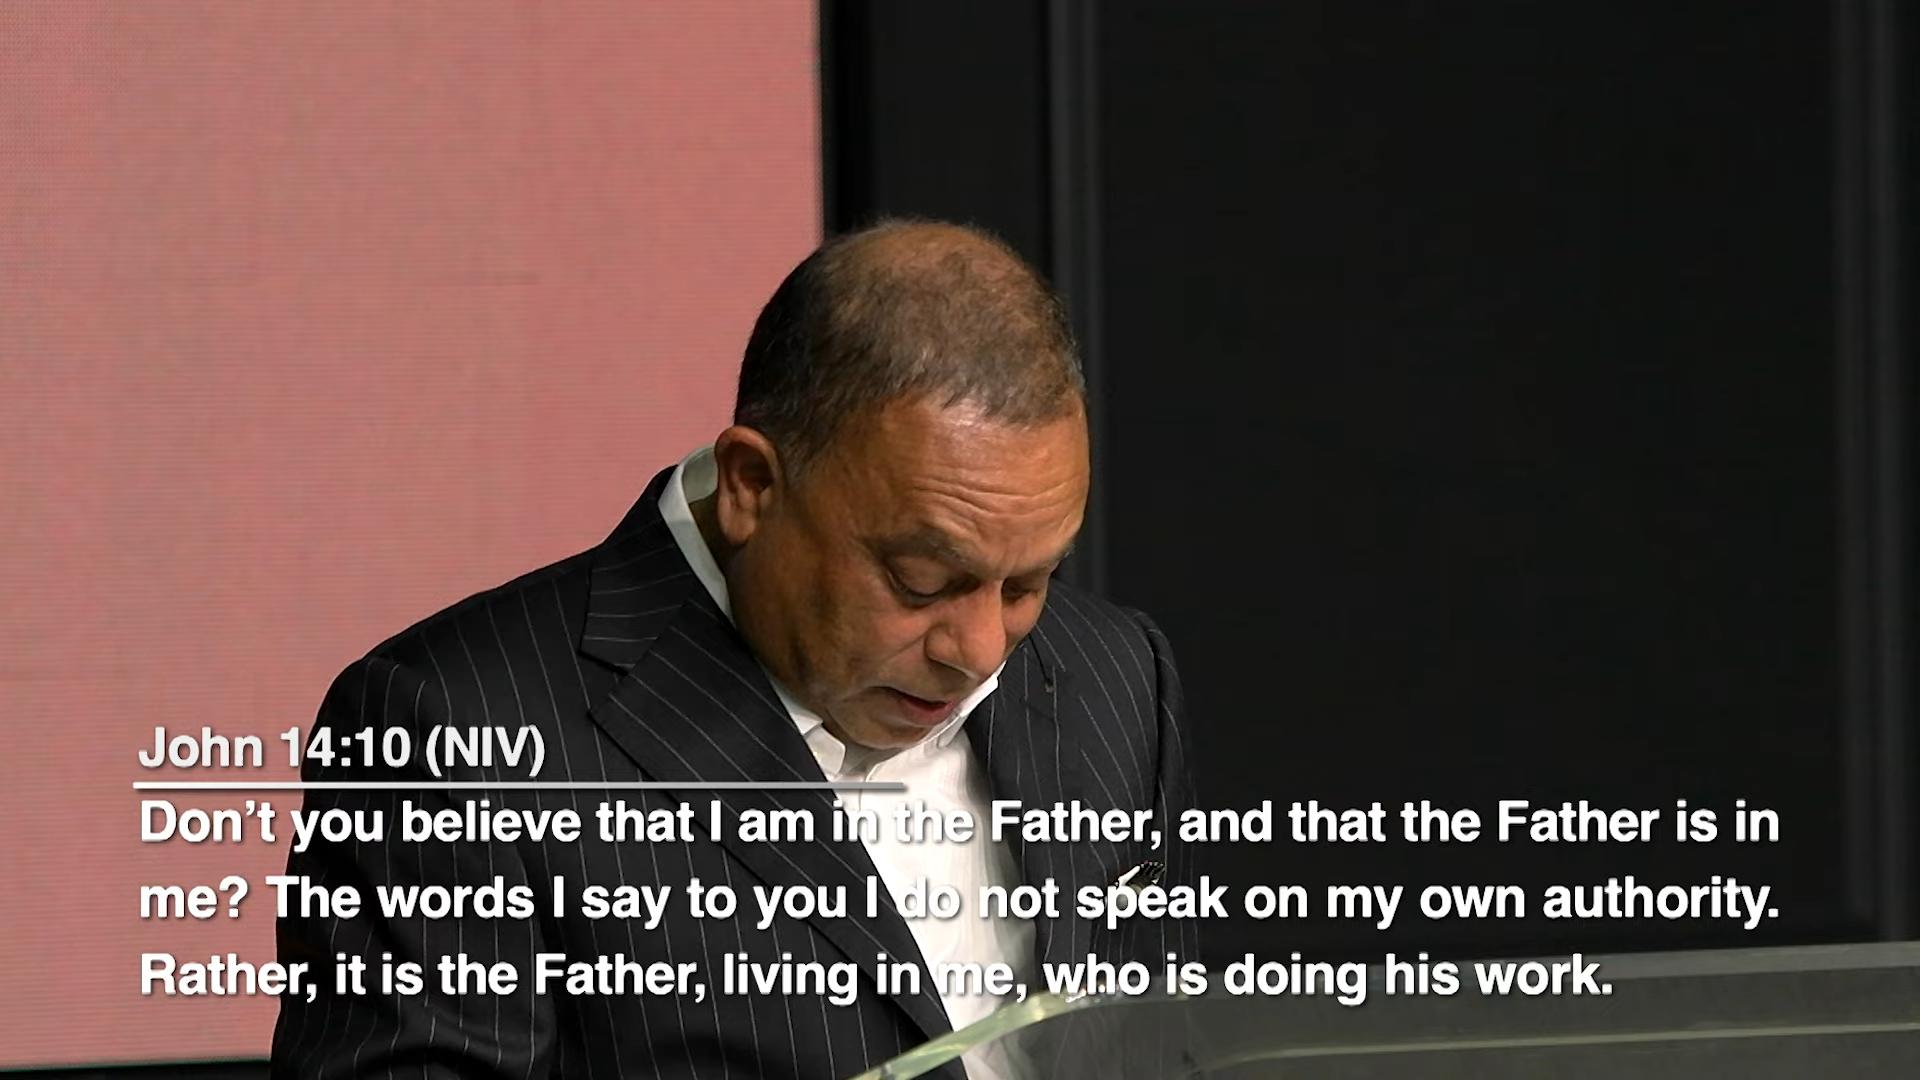 John 14:10 (NIV)
Don’t you believe that I am in the Father, and that the Father is in
me? The words I say to you I do not speak on my own authority.
Rather, it is the Father, living in me, who is doing his work.